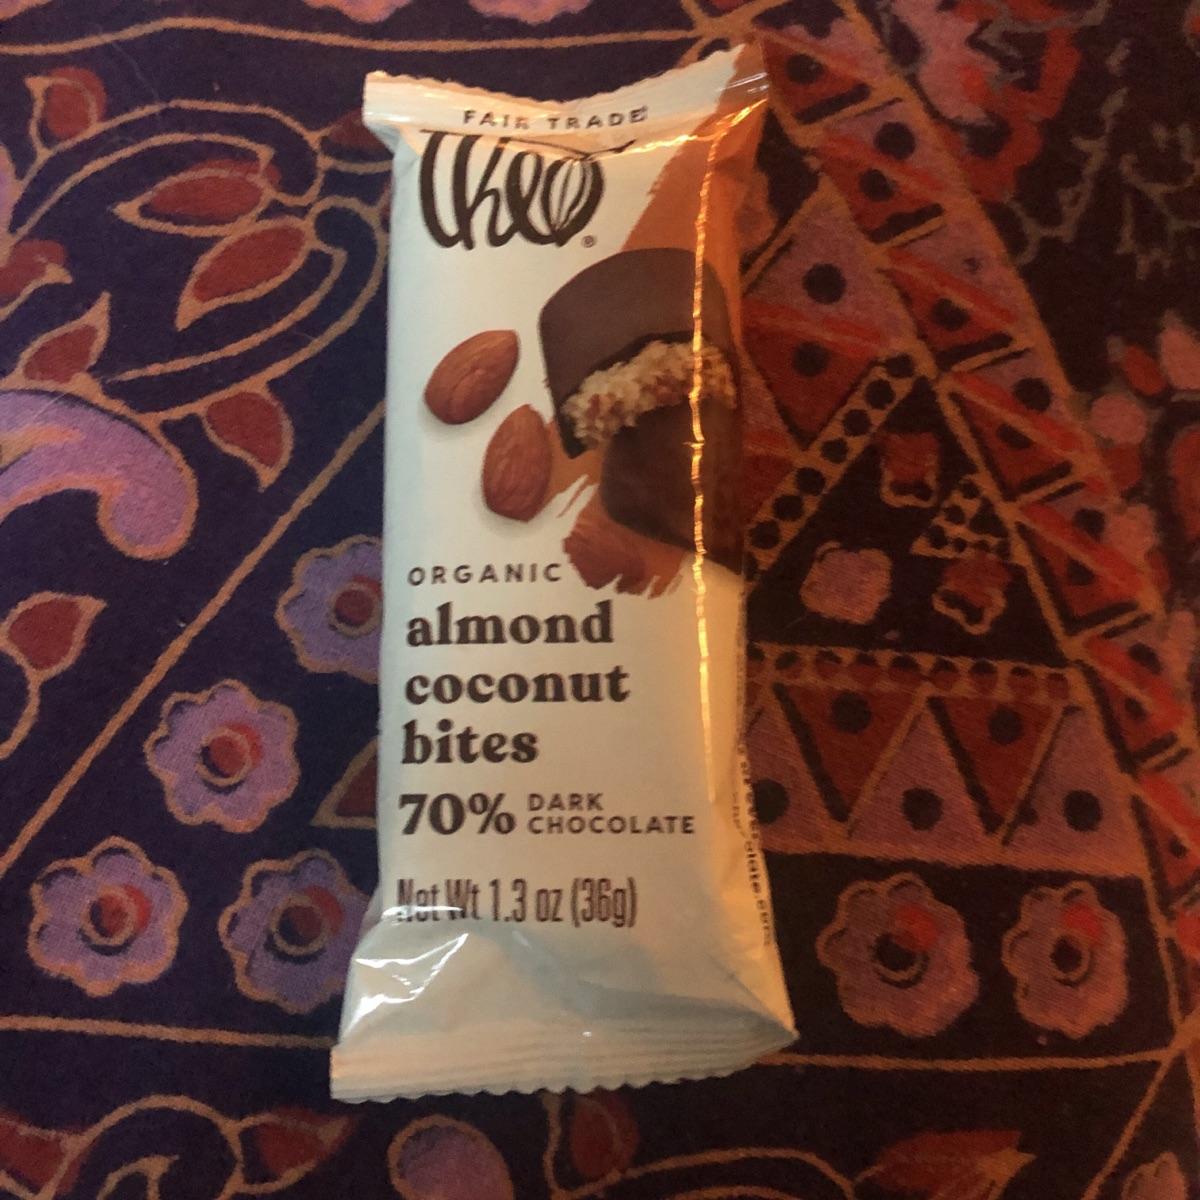 FAIR TRADE
Theo®
ORGANIC
almond
coconut
bites
70% DARK
CHOCOLATE
Net Wt 1.3 oz (36g)